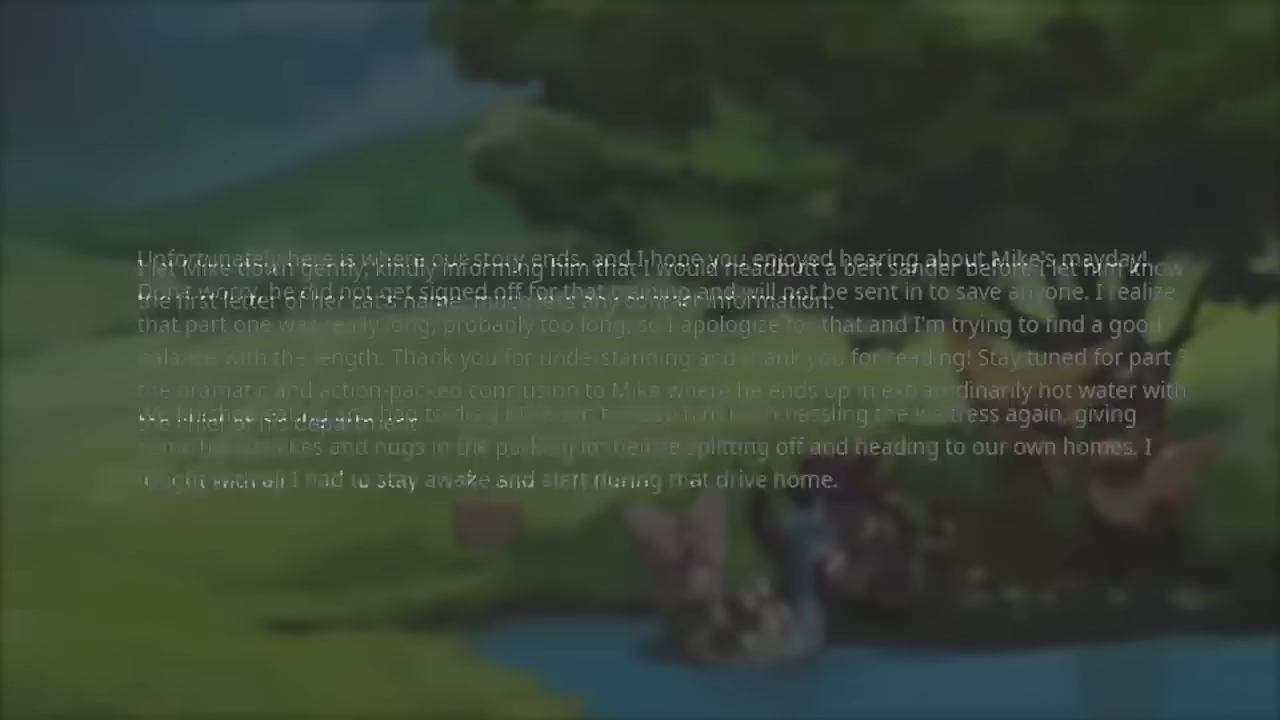 Unfortunately here is where our story ends, and I hope you enjoyed hearing about Mike's mayday!
I let Mike down gently, kindly informing him that I would headbutt a belt sander before I let him know
Don't worry, he did not get signed off for that training and will not be sent in to save anyone. I realize
the first letter of her cat's name, much less any contact information.
that part one was really long, probably too long, so I apologize for that and I'm trying to find a good
balance with the length. Thank you for understanding and thank you for reading! Stay tuned for part
the dramatic and action-packed conclusion to Mike where he ends up in extraordinarily hot water with
hassling the waitress again, giving
the chief of his department.
and hugs in the parking lot before splitting off and heading to our own homes. I
fought with all I had to stay awake and alert during that drive home.